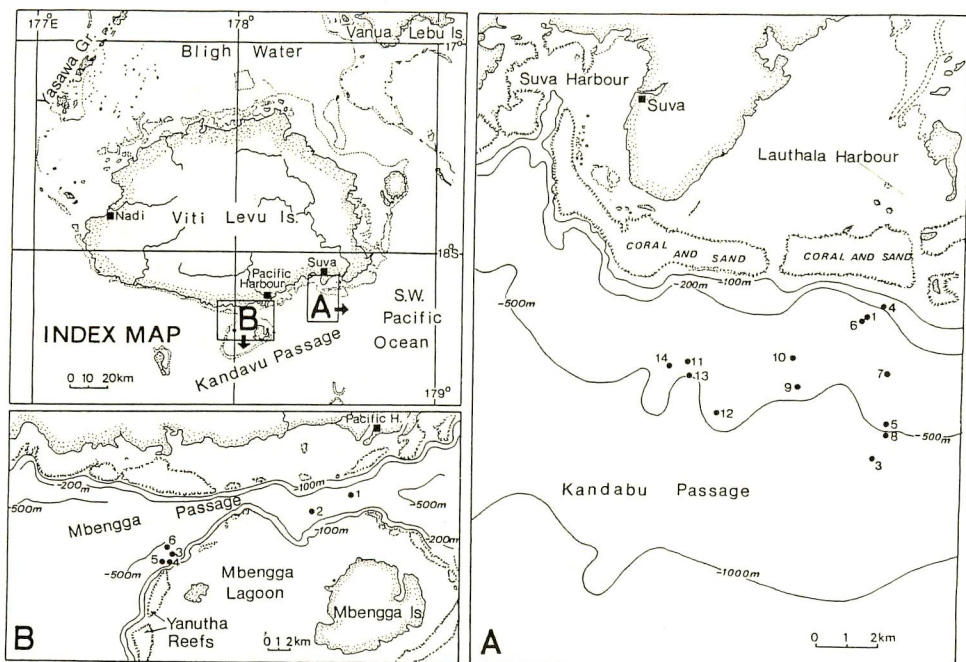 177°E
178°
Yasawa Gr.
Bligh Water
Vanua Lebu Is.
17°
Nadi
Viti Levu Is.
Suva
18°S
Pacific
Harbour
B
A
S.W.
Pacific
Ocean
INDEX MAP
Kandavu Passage
0 10 20km
179°
Pacific H.
-200m
-100m
1
-500m
-500m
Mbengga Passage
2
-100m
-200m
6
3
5
4
-500m
Mbengga
Lagoon
Mbengga Is.
Yanutha
Reefs
0 1 2km
B
Suva Harbour
Suva
Lauthala Harbour
CORAL
AND SAND
CORAL AND SAND
-200m
-100m
-500m
4
1
6
14
11
10
13
7
9
12
5
-500m
8
3
Kandabu Passage
-1000m
A
0 1 2km